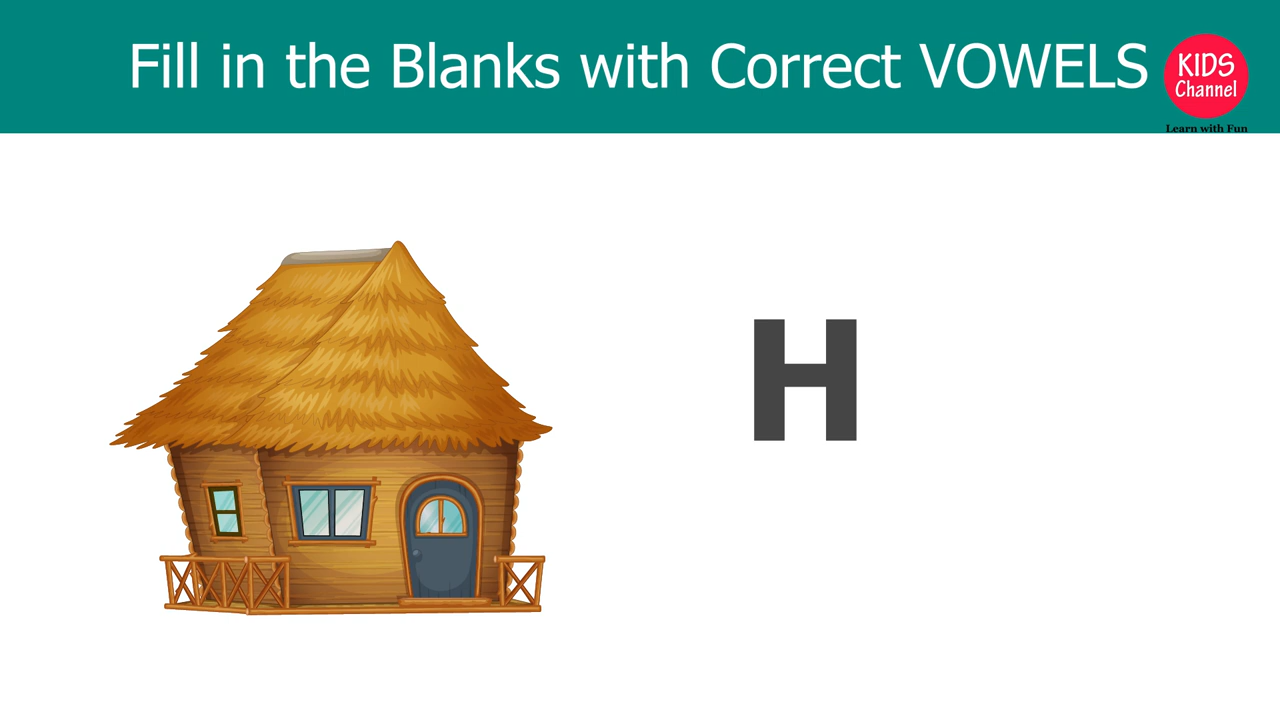 Fill in the Blanks with Correct VOWELS
KIDS
Channel
Learn with Fun
H